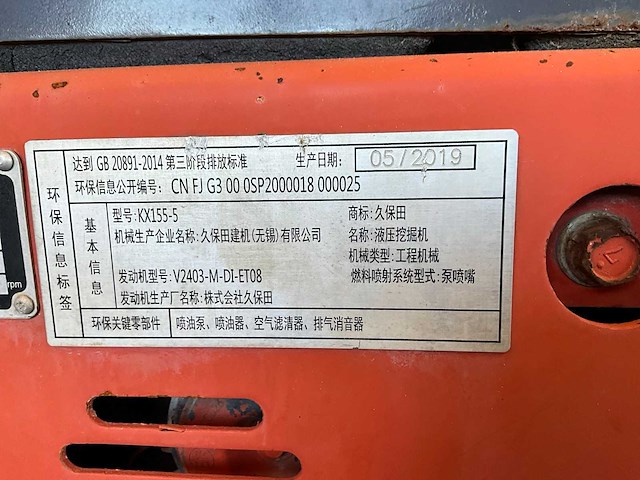 达到 GB 20891-2014 第三阶段排放标准 生产日期: 05/2019
环保信息公开编号: CN FJ G3 00 0SP2000018 000025
环保信息标签
基本信息
型号: KX155-5 商标: 久保田
机械生产企业名称: 久保田建机(无锡)有限公司 名称: 液压挖掘机
机械类型: 工程机械
发动机型号: V2403-M-DI-ET08 燃料喷射系统型式: 泵喷嘴
发动机生产厂名称: 株式会社久保田
环保关键零部件 喷油泵、喷油器、空气滤清器、排气消音器
rpm